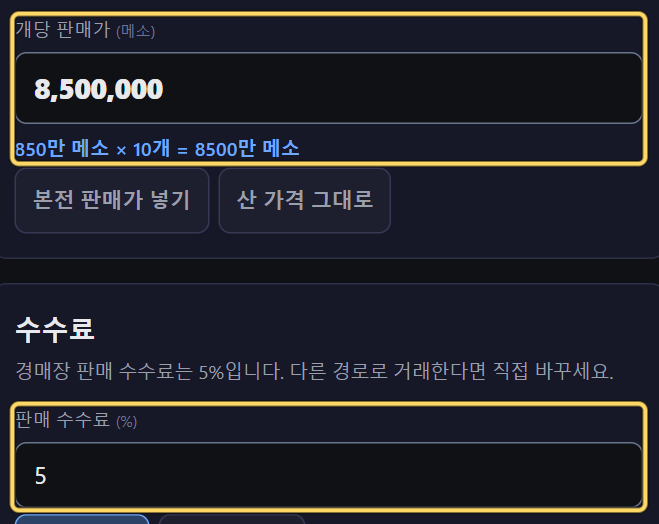 개당 판매가 (메소)
8,500,000
850만 메소 × 10개 = 8500만 메소
본전 판매가 넣기
산 가격 그대로
수수료
경매장 판매 수수료는 5%입니다. 다른 경로로 거래한다면 직접 바꾸세요.
판매 수수료 (%)
5